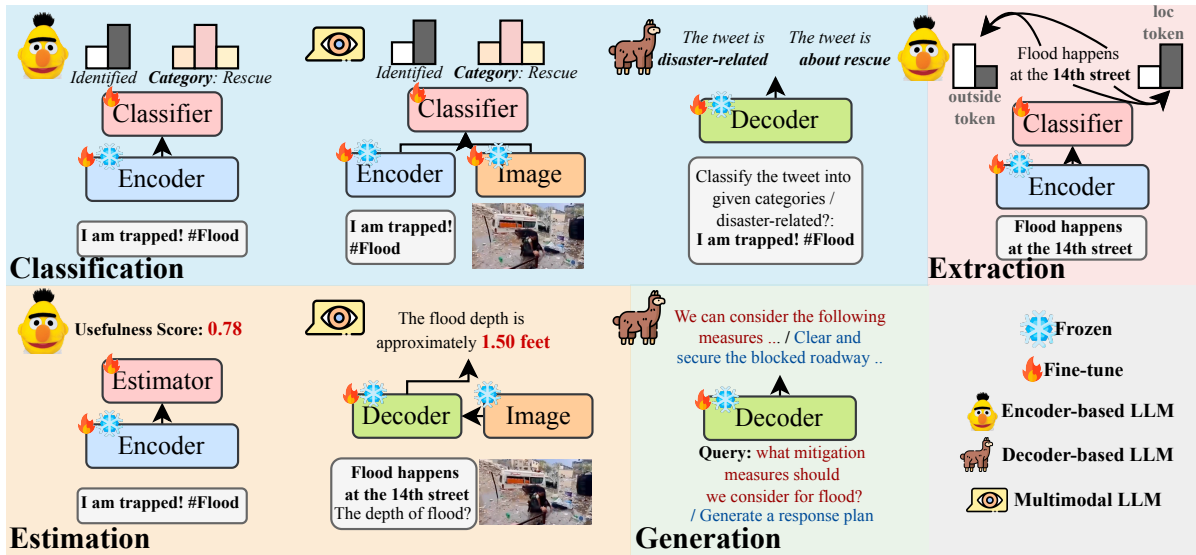 Identified
Category: Rescue
Classifier
Encoder
I am trapped! #Flood
Classification
Identified
Category: Rescue
Classifier
Encoder
Image
I am trapped!
#Flood
The tweet is
disaster-related
The tweet is
about rescue
Decoder
Classify the tweet into
given categories /
disaster-related?:
I am trapped! #Flood
loc
token
Flood happens
at the 14th street
outside
token
Classifier
Encoder
Flood happens
at the 14th street
Extraction
Usefulness Score: 0.78
Estimator
Encoder
I am trapped! #Flood
Estimation
The flood depth is
approximately 1.50 feet
Decoder
Image
Flood happens
at the 14th street
The depth of flood?
We can consider the following
measures ... / Clear and
secure the blocked roadway ..
Decoder
Query: what mitigation
measures should
we consider for flood?
/ Generate a response plan
Generation
Frozen
Fine-tune
Encoder-based LLM
Decoder-based LLM
Multimodal LLM